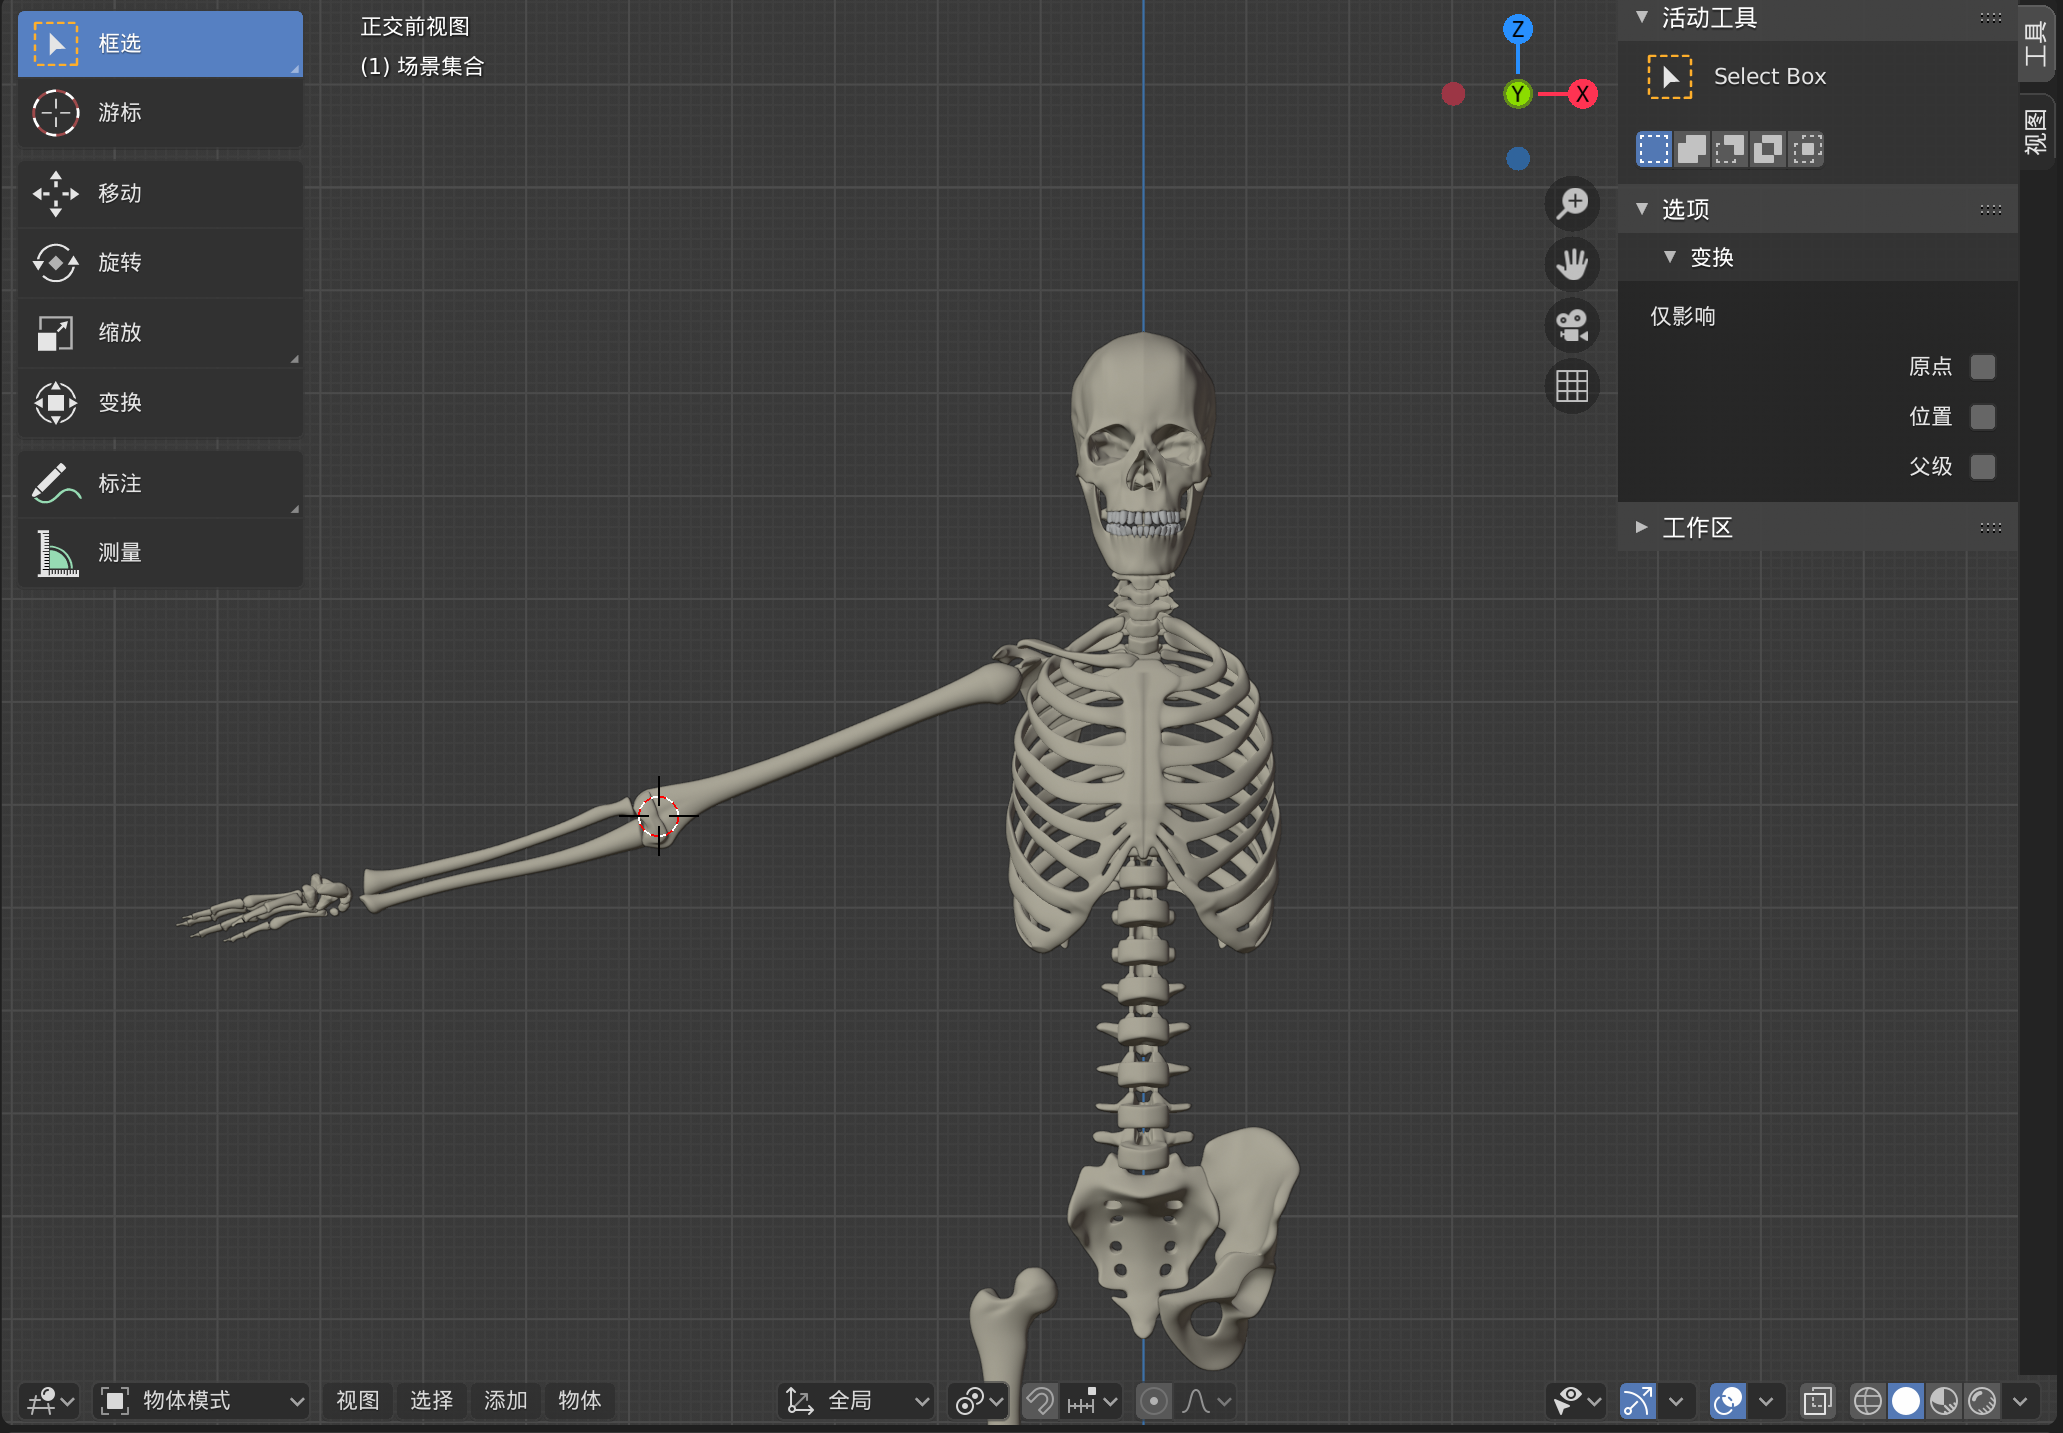 框选
游标
移动
旋转
缩放
变换
标注
测量
正交前视图
(1) 场景集合
Z
Y
X
活动工具
Select Box
选项
变换
仅影响
原点
位置
父级
工作区
工具
视图
物体模式
视图
选择
添加
物体
全局